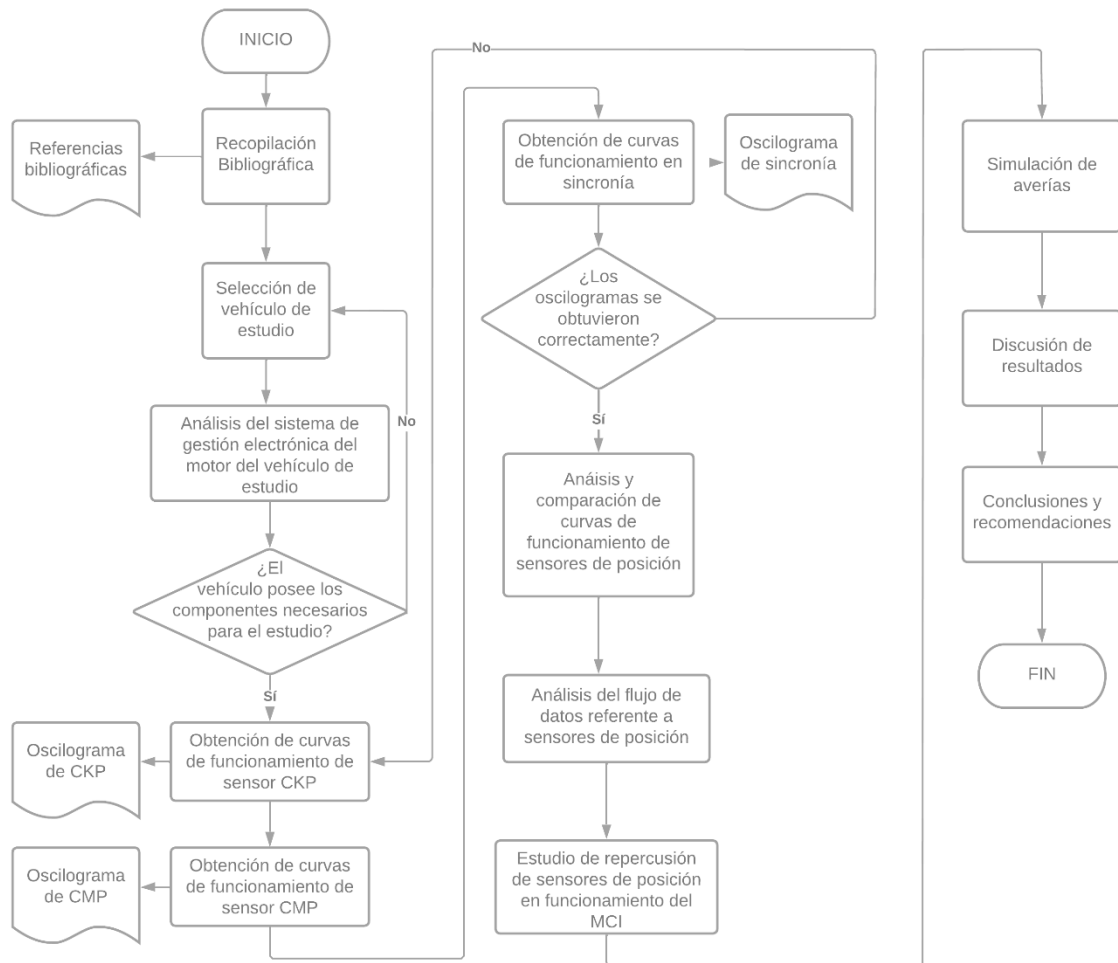 INICIO
Referencias
bibliográficas
Recopilación
Bibliográfica
Selección de
vehículo de
estudio
Análisis del sistema de
gestión electrónica del
motor del vehículo de
estudio
No
¿El
vehículo posee los
componentes necesarios
para el estudio?
Sí
Oscilograma
de CKP
Obtención de curvas
de funcionamiento de
sensor CKP
Oscilograma
de CMP
Obtención de curvas
de funcionamiento de
sensor CMP
No
Obtención de curvas
de funcionamiento en
sincronía
Oscilograma
de sincronía
¿Los
oscilogramas se
obtuvieron
correctamente?
Sí
Anáisis y
comparación de
curvas de
funcionamiento de
sensores de posición
Análisis del flujo de
datos referente a
sensores de posición
Estudio de repercusión
de sensores de posición
en funcionamiento del
MCI
Simulación de
averías
Discusión de
resultados
Conclusiones y
recomendaciones
FIN